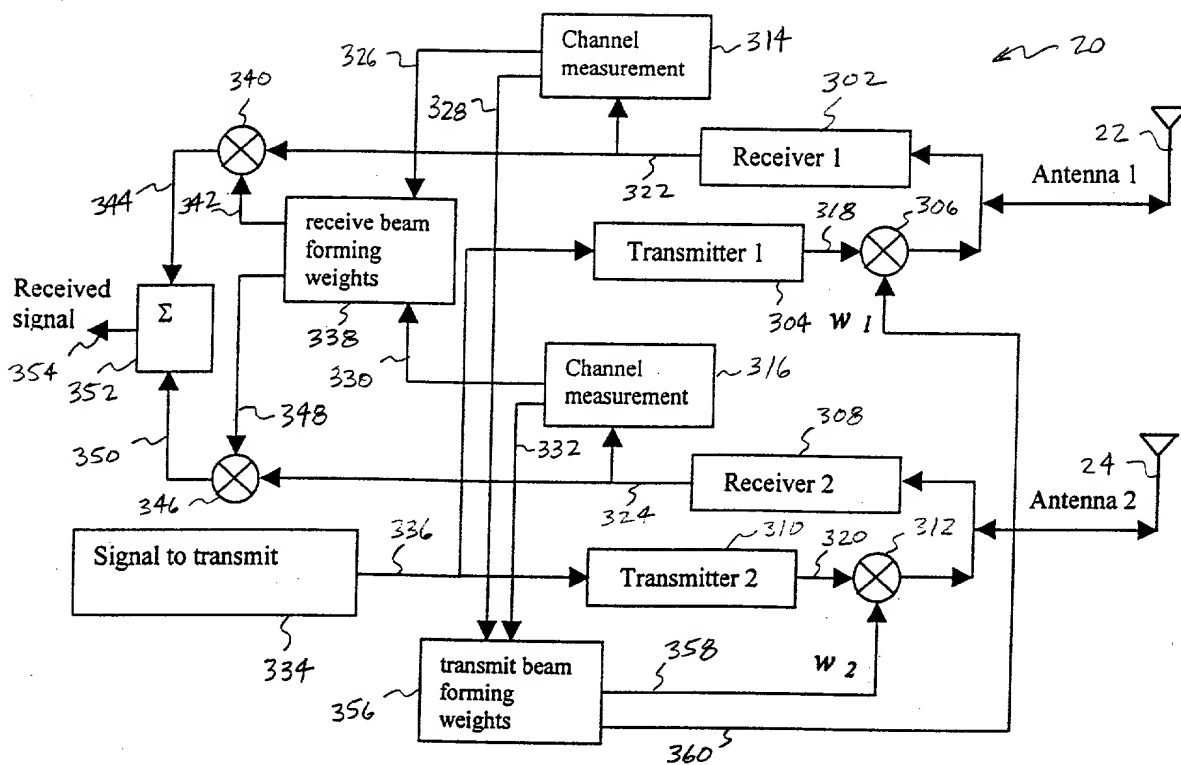 Channel
measurement
314
20
326
340
328
302
22
Receiver 1
322
Antenna 1
344
342
receive beam
forming
weights
318
306
Transmitter 1
304
w 1
Received
signal
Σ
338
354
352
330
Channel
measurement
316
348
350
332
308
24
346
Receiver 2
324
Antenna 2
Signal to transmit
336
310
320
312
Transmitter 2
334
transmit beam
forming
weights
358
w 2
356
360